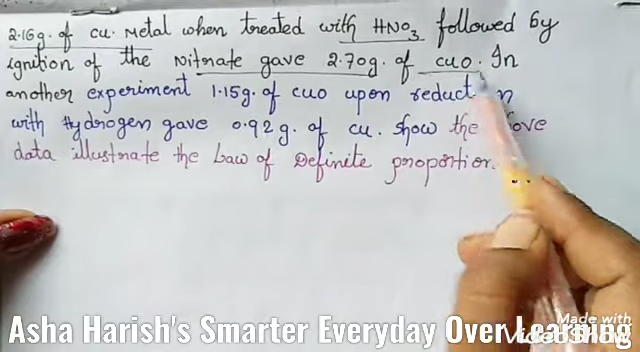 2.16g. of cu. Metal when treated with HNO3 followed by
ignition of the Nitrate gave 2.70g. of cuo. In
another experiment 1.15g. of cuo upon
with Hydrogen gave 0.92 g. of cu. show the
data illustrate the Law of Definite proportion.
Asha Harish's Smarter Everyday Over Learning
Made with
VideoShow